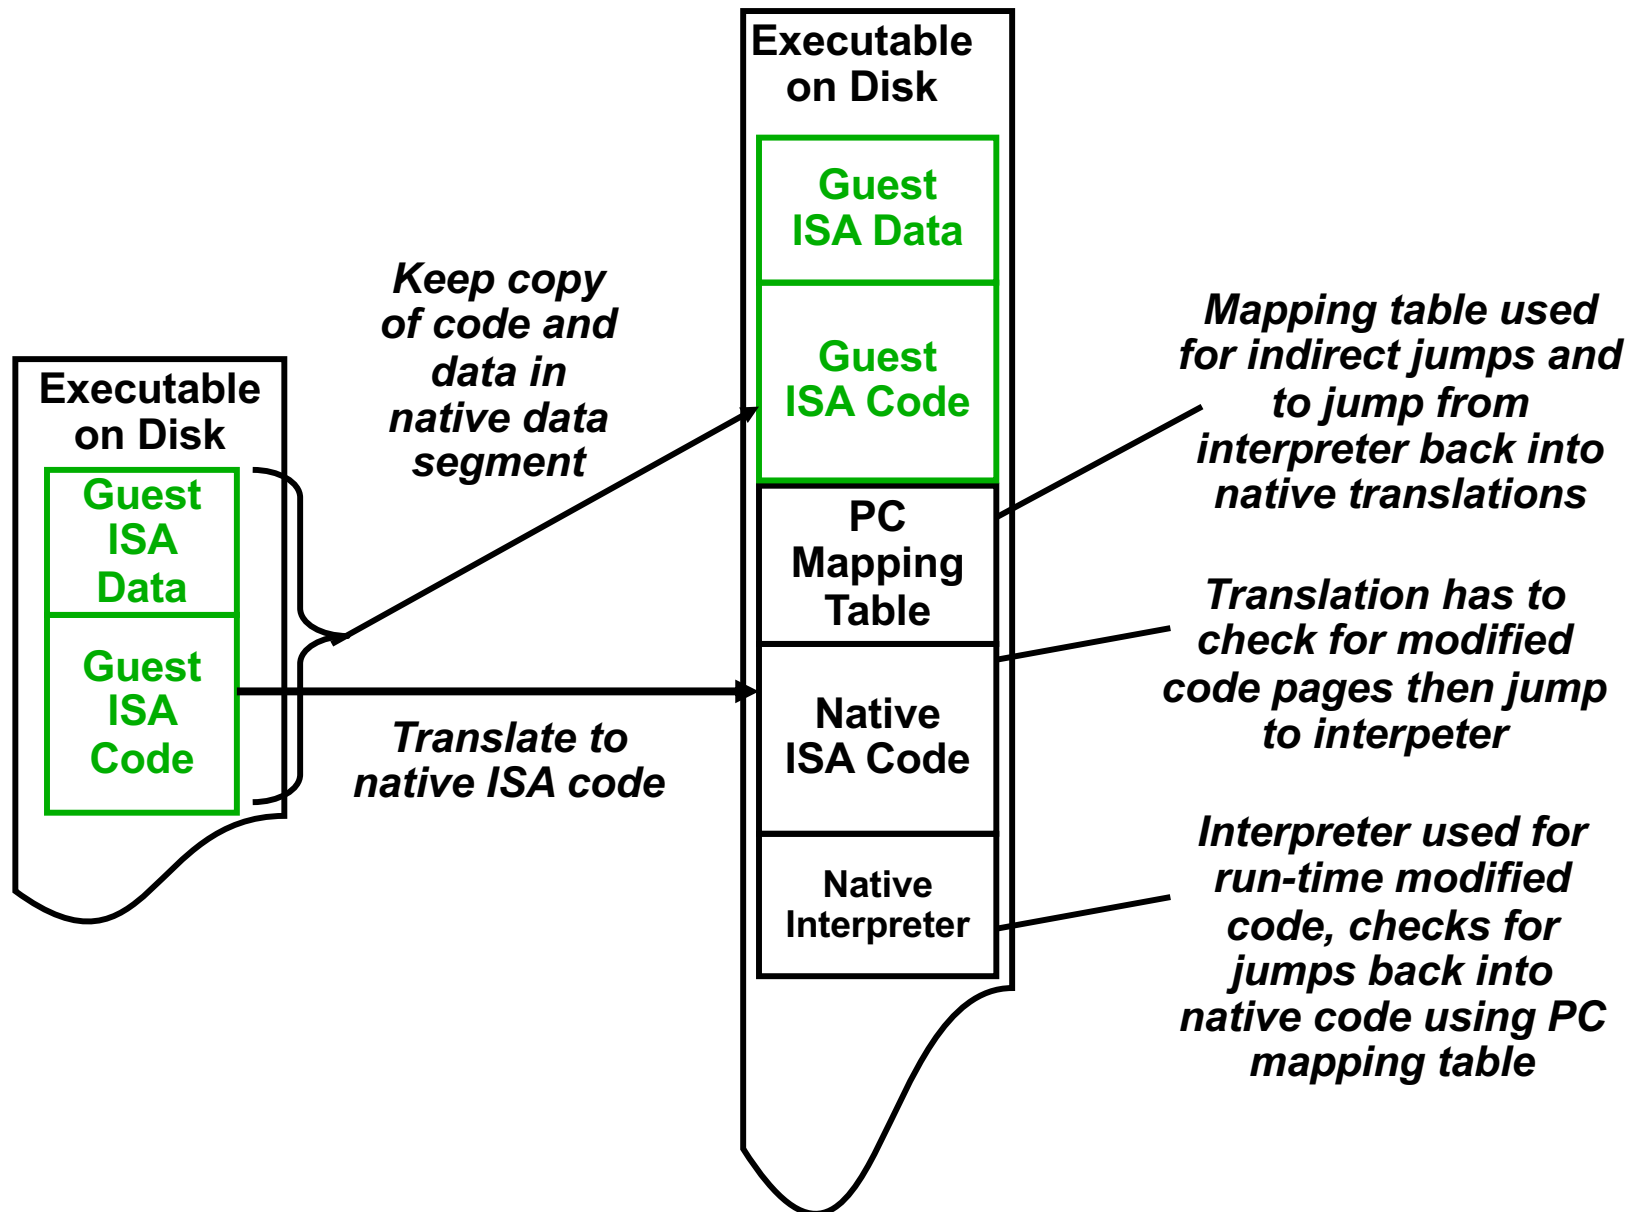 Executable
on Disk
Guest
ISA
Data
Guest
ISA
Code
Keep copy
of code and
data in
native data
segment
Translate to
native ISA code
Executable
on Disk
Guest
ISA Data
Guest
ISA Code
PC
Mapping
Table
Native
ISA Code
Native
Interpreter
Mapping table used
for indirect jumps and
to jump from
interpreter back into
native translations
Translation has to
check for modified
code pages then jump
to interpeter
Interpreter used for
run-time modified
code, checks for
jumps back into
native code using PC
mapping table